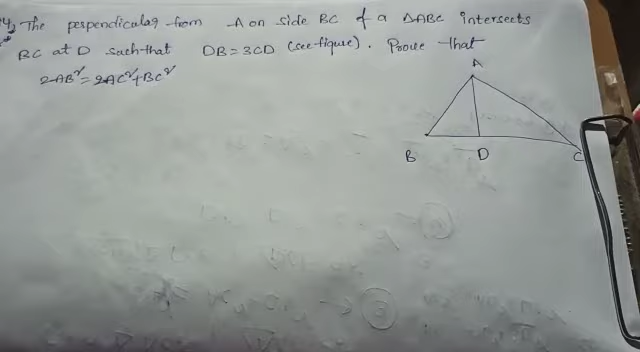 The perpendicular from A on side BC of a ΔABC intersects
BC at D such that DB = 3CD (see figure). Prove that
2AB² = 2AC² + BC²
A
B D C